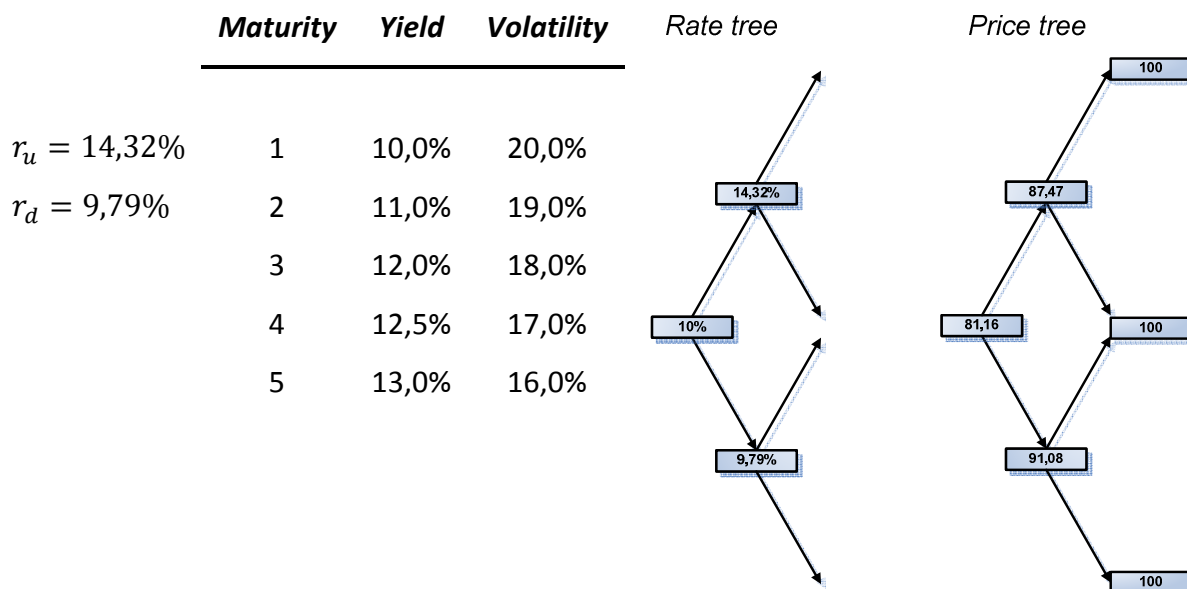 Maturity Yield Volatility
Rate tree
Price tree
100
r_u = 14,32% 1 10,0% 20,0%
14,32%
87,47
r_d = 9,79% 2 11,0% 19,0%
3 12,0% 18,0%
4 12,5% 17,0%
10%
81,16
100
5 13,0% 16,0%
9,79%
91,08
100